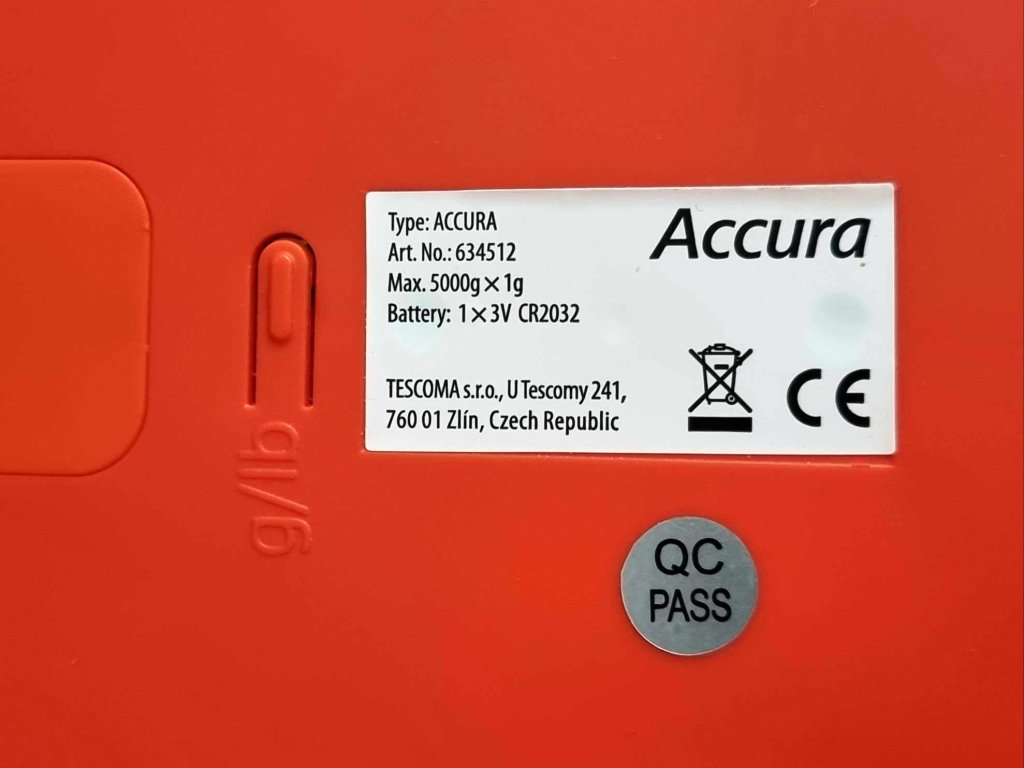 Type: ACCURA
Art. No.: 634512
Max. 5000g×1g
Battery: 1×3V CR2032
TESCOMA s.r.o., U Tescomy 241,
760 01 Zlín, Czech Republic
Accura
CE
g/lb
QC
PASS